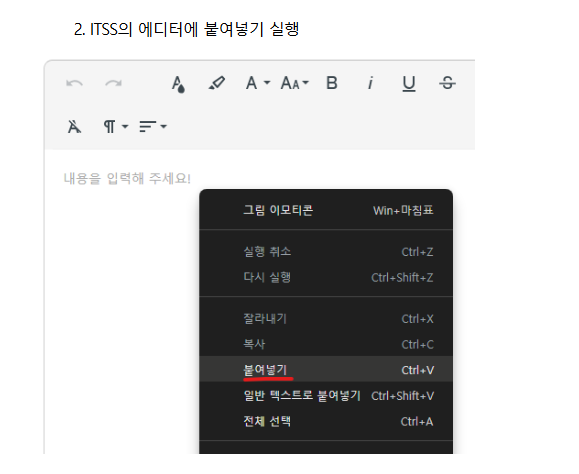 2. ITSS의 에디터에 붙여넣기 실행
A A AA B i U S
A ¶
내용을 입력해 주세요!
그림 이모티콘 Win+마침표
실행 취소 Ctrl+Z
다시 실행 Ctrl+Shift+Z
잘라내기 Ctrl+X
복사 Ctrl+C
붙여넣기 Ctrl+V
일반 텍스트로 붙여넣기 Ctrl+Shift+V
전체 선택 Ctrl+A